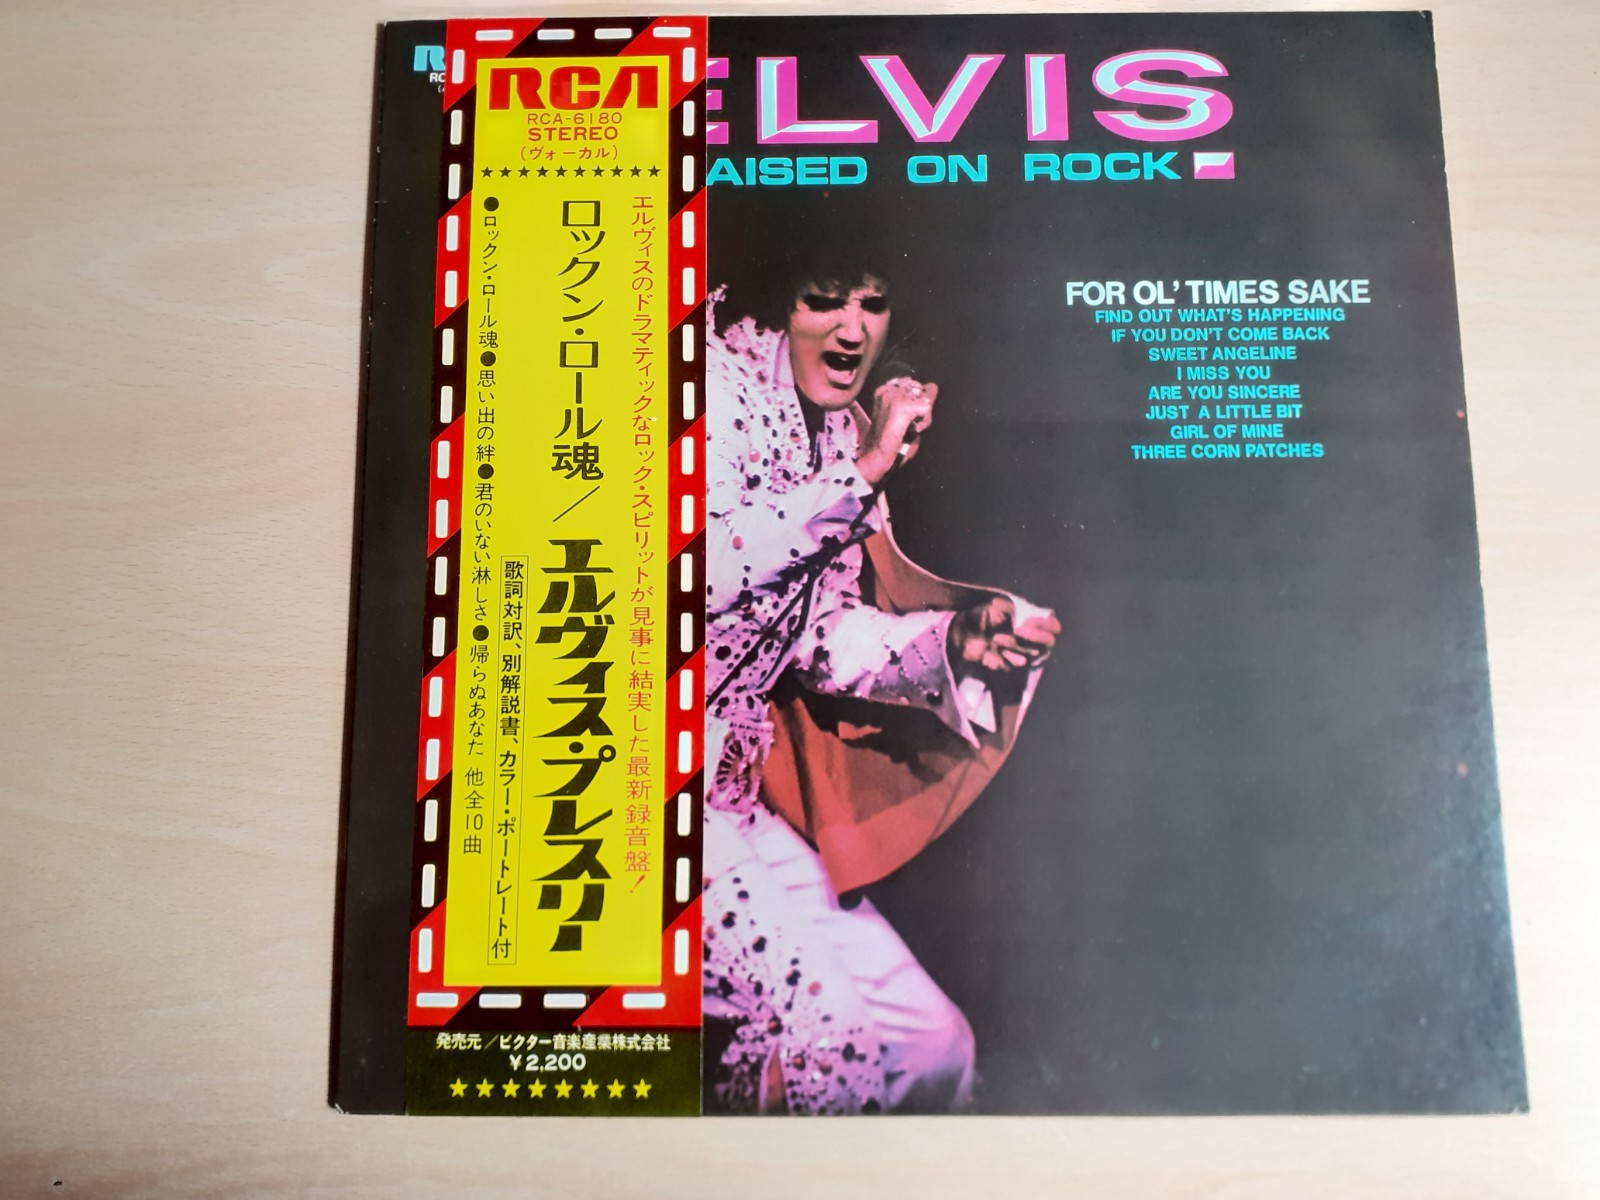 RCA
RCA-6180
STEREO
(ヴォーカル)
エルヴィスのドラマティックなロック・スピリットが見事に結実した最新録音盤!
ロックン・ロール魂/エルヴィス・プレスリー
歌詞対訳、別解説書、カラー・ポートレート付
●ロックン・ロール魂●思い出の絆●君のいない淋しさ●帰らぬあなた 他全10曲
発売元/ビクター音楽産業株式会社
¥2,200
ELVIS
AISED ON ROCK
FOR OL' TIMES SAKE
FIND OUT WHAT'S HAPPENING
IF YOU DON'T COME BACK
SWEET ANGELINE
I MISS YOU
ARE YOU SINCERE
JUST A LITTLE BIT
GIRL OF MINE
THREE CORN PATCHES